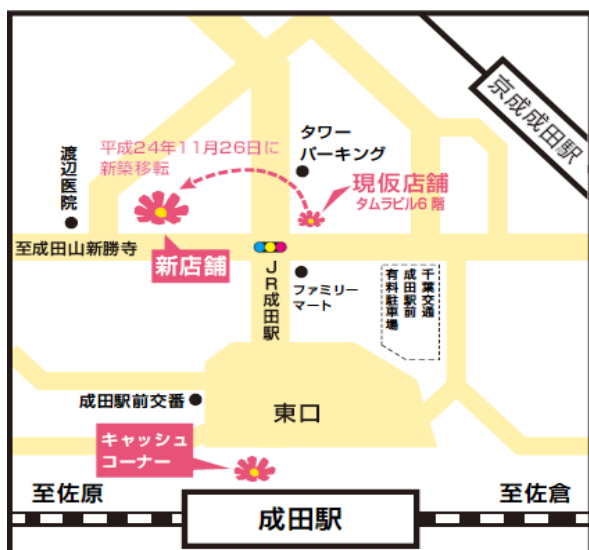 京成成田駅
タワー
パーキング
平成24年11月26日に
新築移転
渡辺医院
現仮店舗
タムラビル6階
至成田山新勝寺
新店舗
JR成田駅
ファミリー
マート
千葉交通
成田駅前
有料駐車場
成田駅前交番
東口
キャッシュ
コーナー
至佐原
至佐倉
成田駅